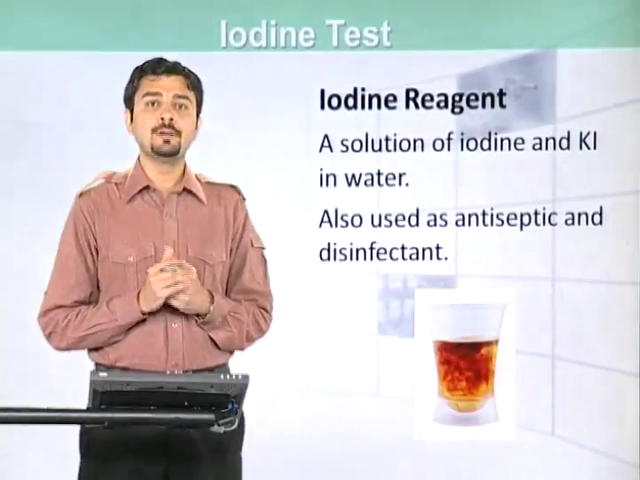 Iodine Test
Iodine Reagent
A solution of iodine and KI
in water.
Also used as antiseptic and
disinfectant.